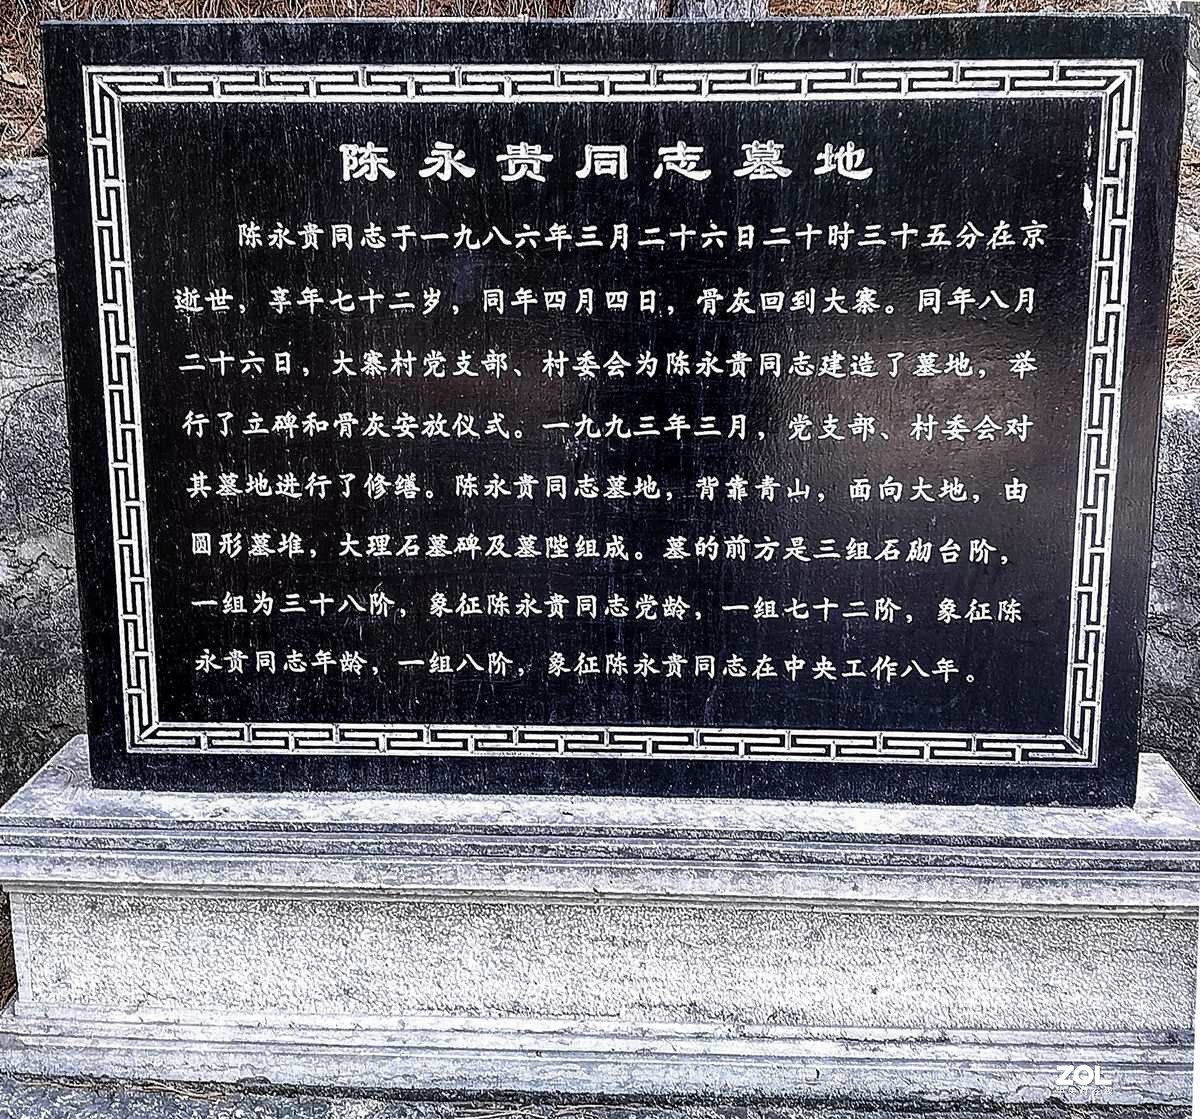 陈永贵同志墓地
陈永贵同志于一九八六年三月二十六日二十时三十五分在京
逝世，享年七十二岁，同年四月四日，骨灰回到大寨。同年八月
二十六日，大寨村党支部、村委会为陈永贵同志建造了墓地，举
行了立碑和骨灰安放仪式。一九九三年三月，党支部、村委会对
其墓地进行了修缮。陈永贵同志墓地，背靠青山，面向大地，由
圆形墓堆，大理石墓碑及墓陛组成。墓的前方是三组石砌台阶，
一组为三十八阶，象征陈永贵同志党龄，一组七十二阶，象征陈
永贵同志年龄，一组八阶，象征陈永贵同志在中央工作八年。
ZOL